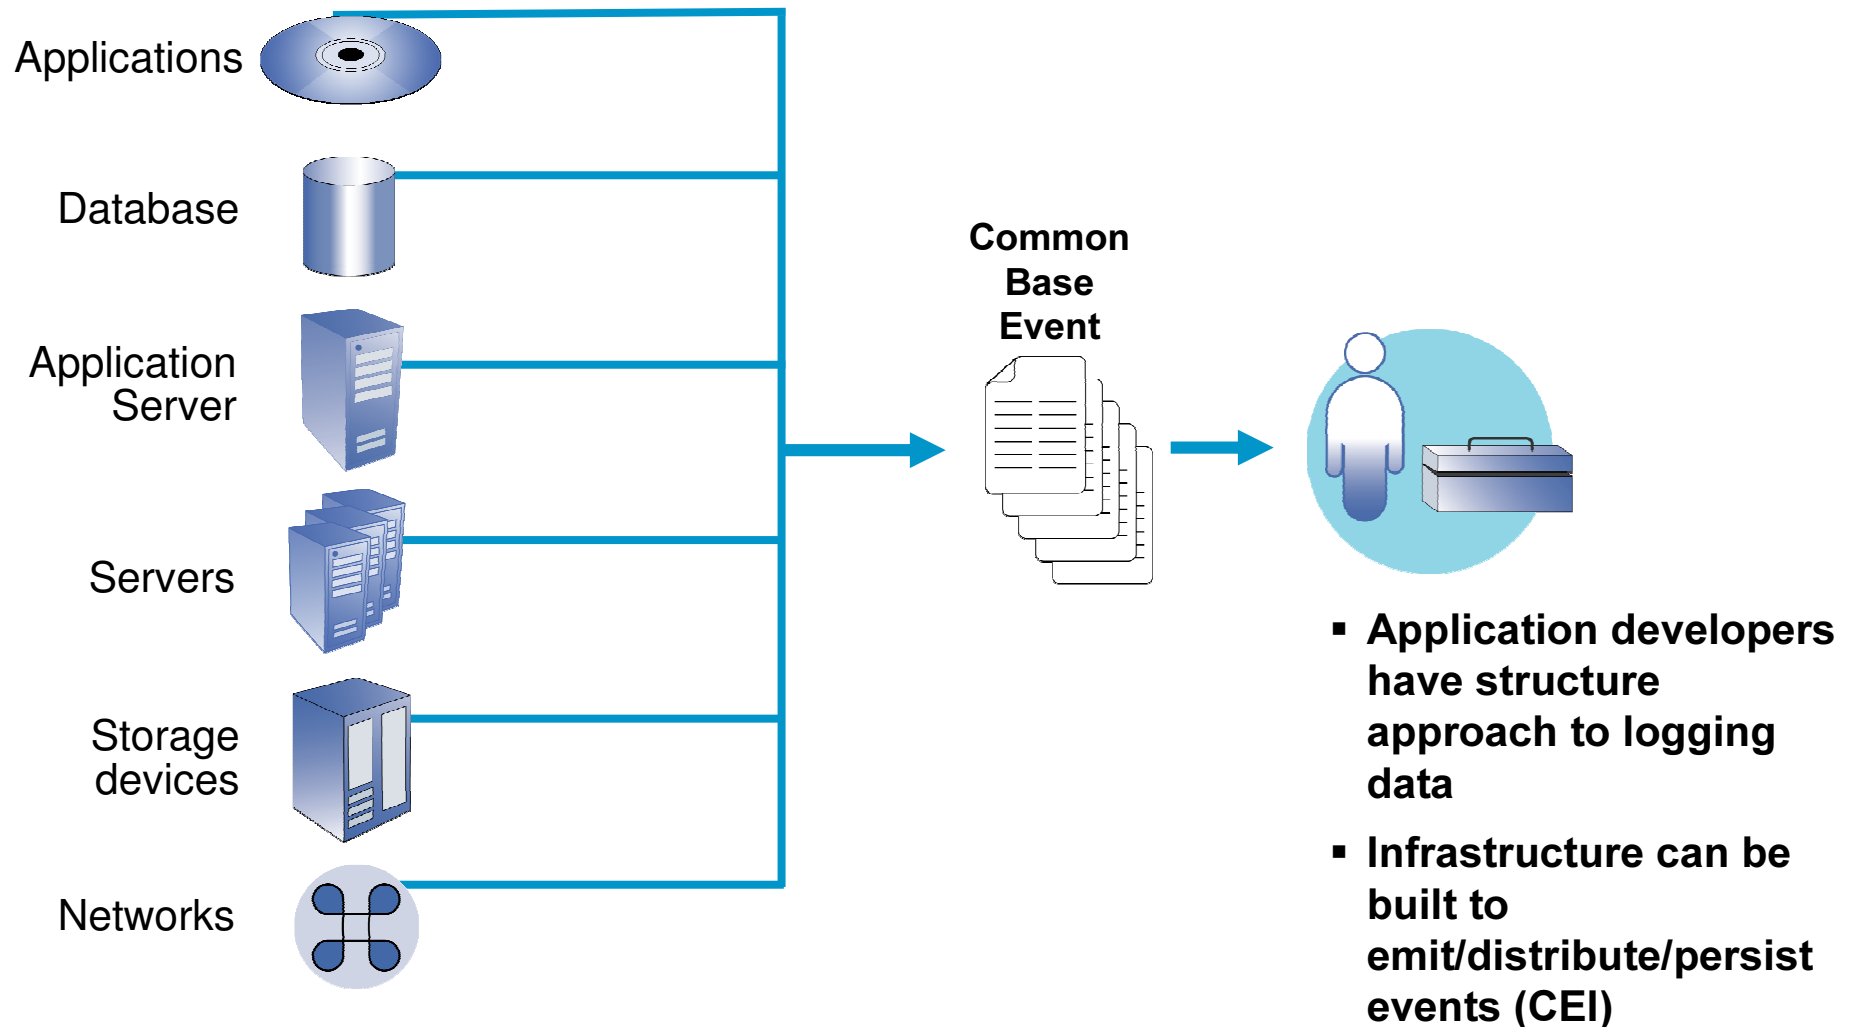 Applications
Database
Application
Server
Servers
Storage
devices
Networks
Common
Base
Event
▪ Application developers
have structure
approach to logging
data
▪ Infrastructure can be
built to
emit/distribute/persist
events (CEI)